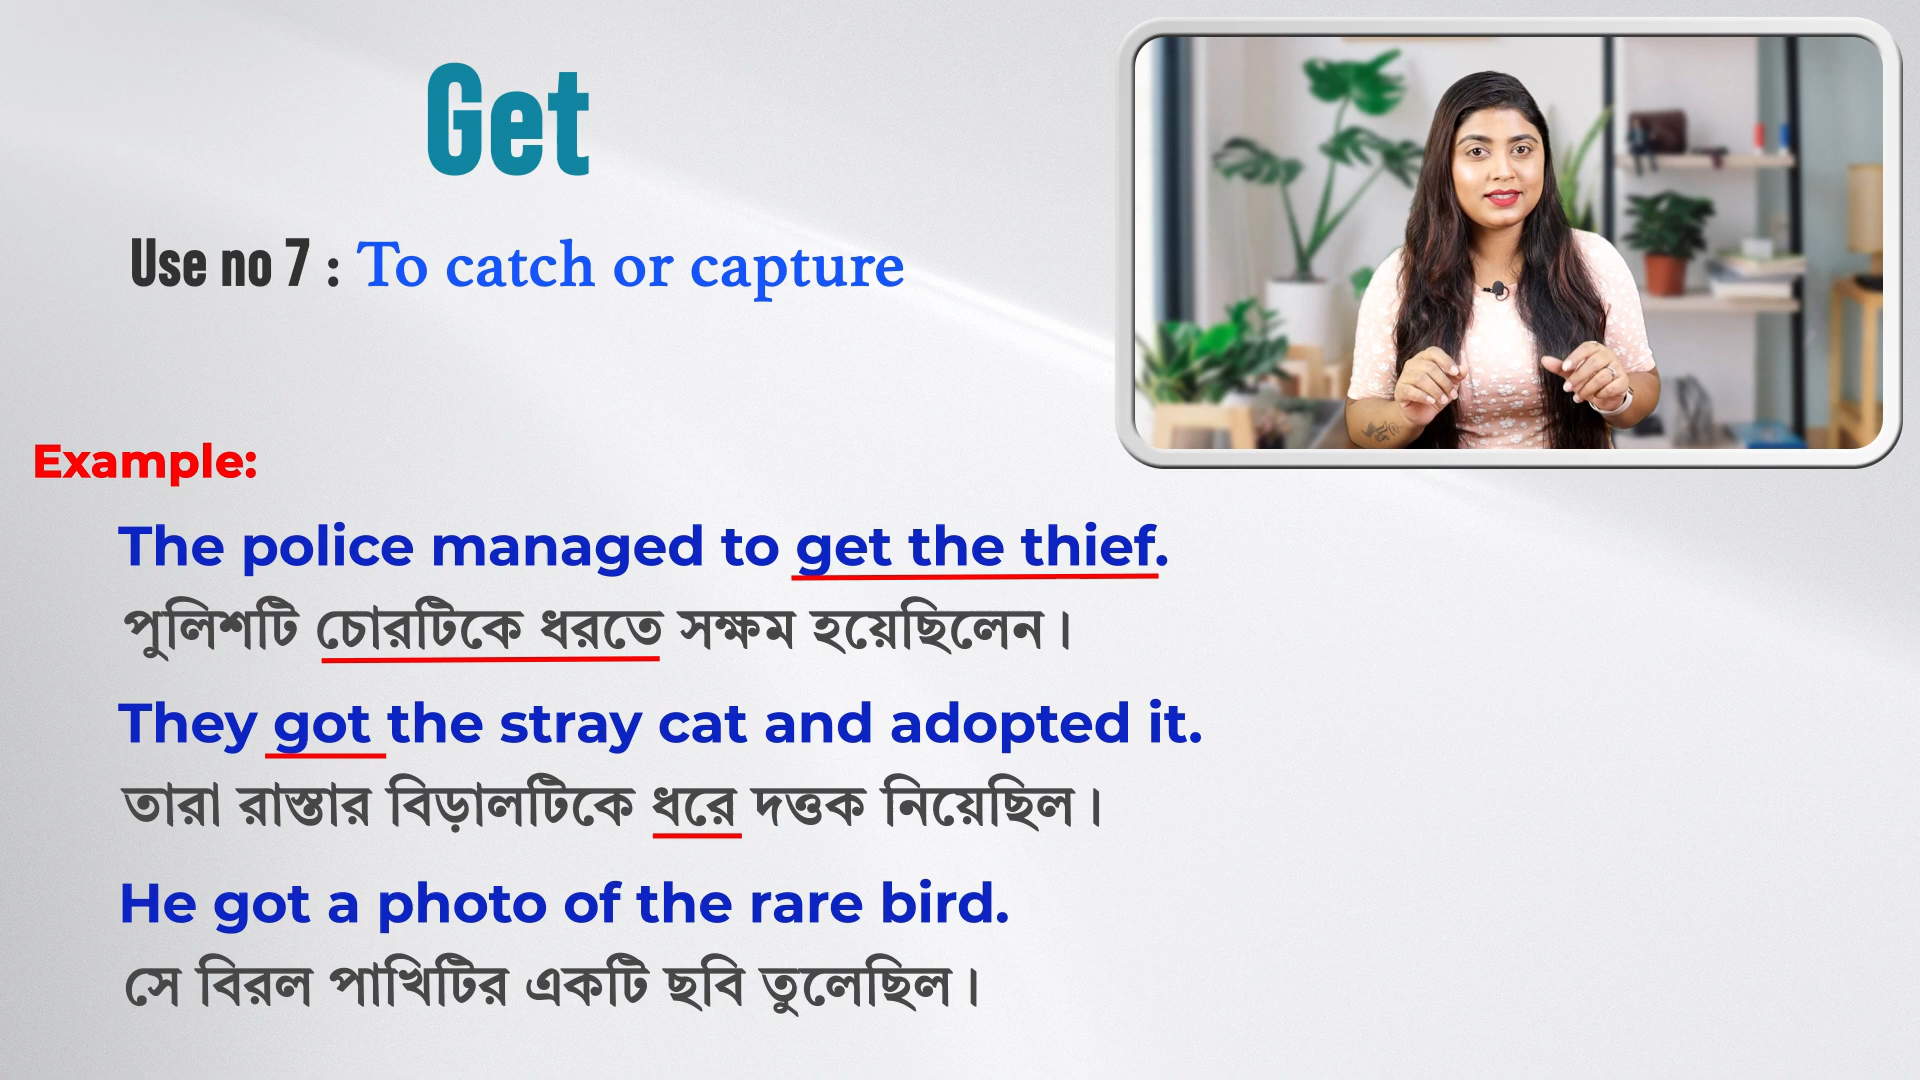 Get
Use no 7 : To catch or capture
Example:
The police managed to get the thief.
পুলিশটি চোরটিকে ধরতে সক্ষম হয়েছিলেন।
They got the stray cat and adopted it.
তারা রাস্তার বিড়ালটিকে ধরে দত্তক নিয়েছিল।
He got a photo of the rare bird.
সে বিরল পাখিটির একটি ছবি তুলেছিল।